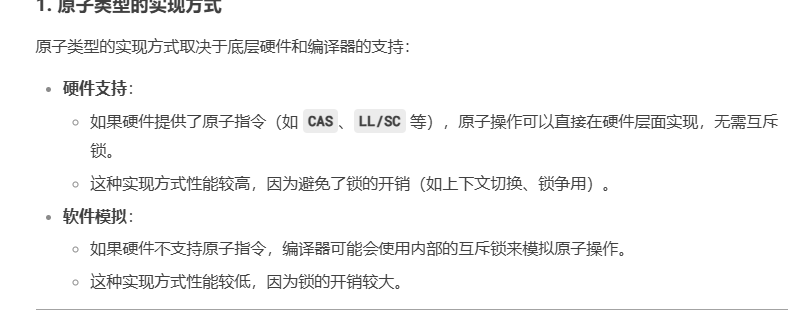 1. 原子类型的实现方式
原子类型的实现方式取决于底层硬件和编译器的支持：
硬件支持：
如果硬件提供了原子指令（如 CAS、LL/SC 等），原子操作可以直接在硬件层面实现，无需互斥
锁。
这种实现方式性能较高，因为避免了锁的开销（如上下文切换、锁争用）。
软件模拟：
如果硬件不支持原子指令，编译器可能会使用内部的互斥锁来模拟原子操作。
这种实现方式性能较低，因为锁的开销较大。